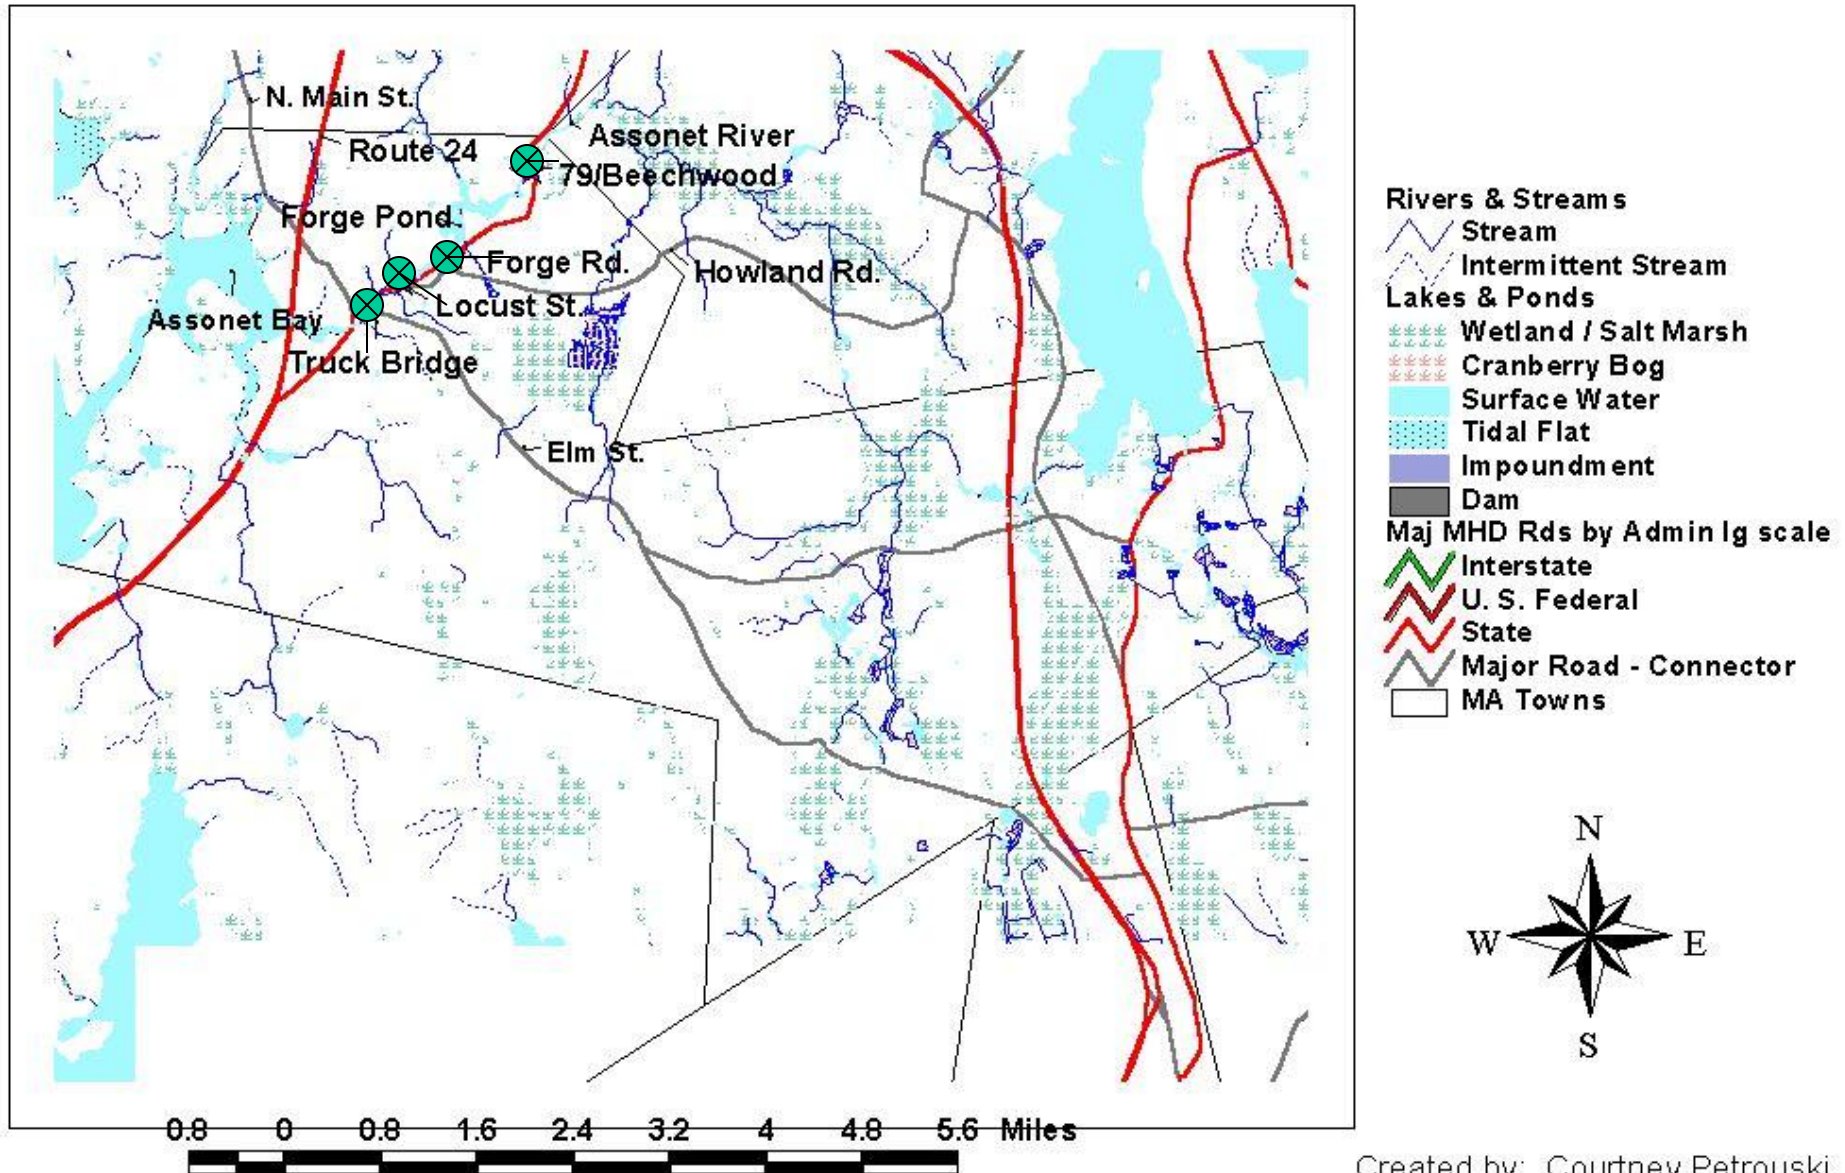 N. Main St.
Route 24
Assonet River
79/Beechwood
Forge Pond
Forge Rd.
Howland Rd.
Locust St.
Assonet Bay
Truck Bridge
Elm St.
Rivers & Streams
Stream
Intermittent Stream
Lakes & Ponds
Wetland / Salt Marsh
Cranberry Bog
Surface Water
Tidal Flat
Impoundment
Dam
Maj MHD Rds by Admin lg scale
Interstate
U. S. Federal
State
Major Road - Connector
MA Towns
N
W E
S
0.8 0 0.8 1.6 2.4 3.2 4 4.8 5.6 Miles
Created by: Courtney Petrouski